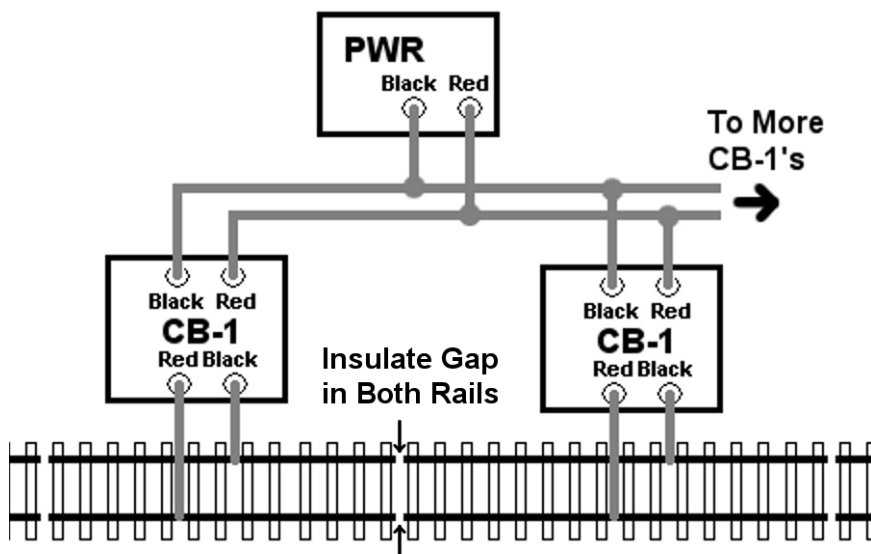 PWR
Black Red
To More
CB-1's
Black Red
CB-1
Red Black
Black Red
CB-1
Red Black
Insulate Gap
in Both Rails